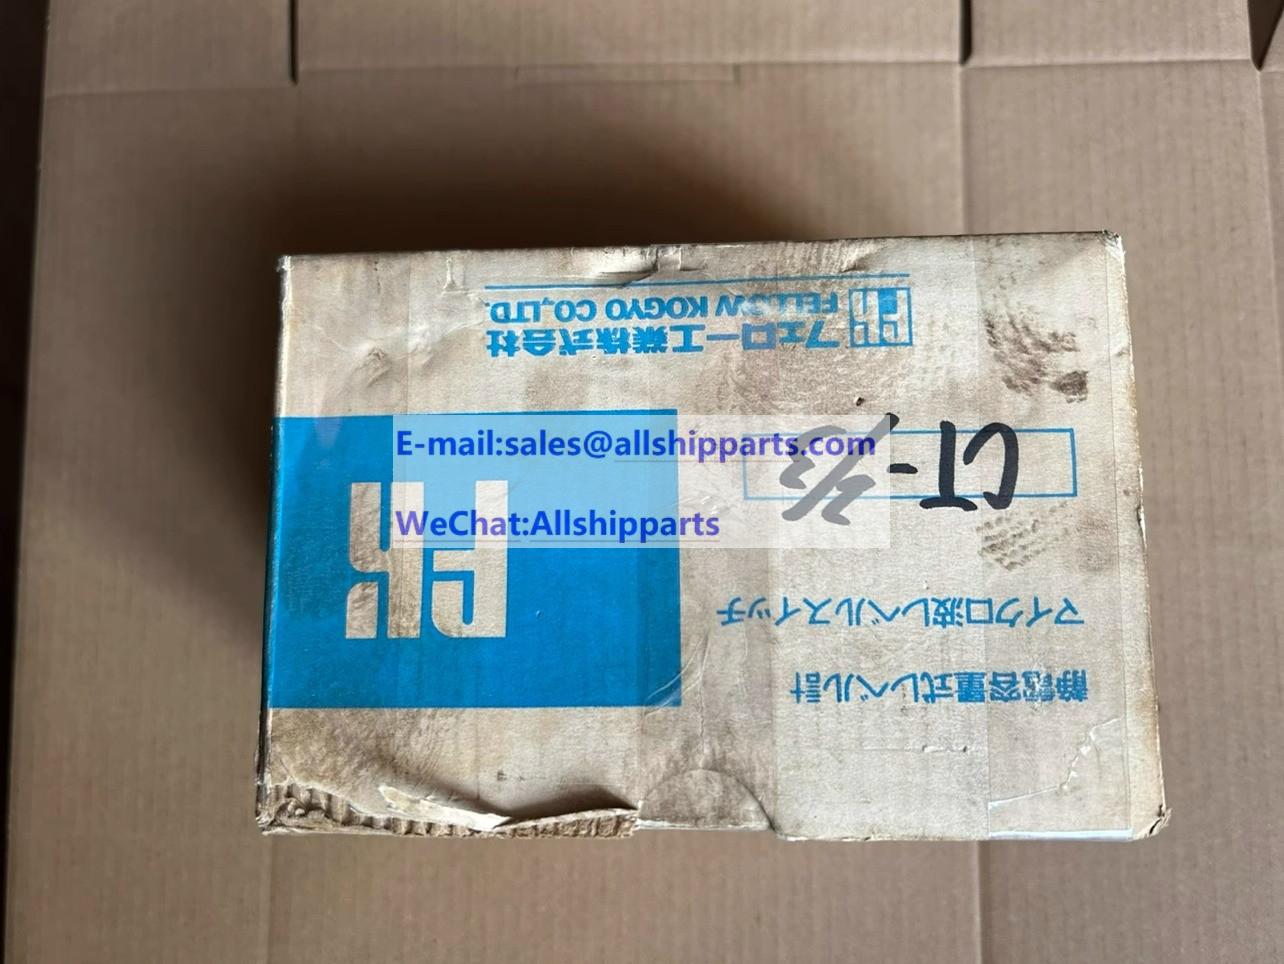 静電容量式レベル計
マイクロ波レベルスイッチ
CT-
FK
フェロー工業株式会社
FELLOW KOGYO CO.,LTD.
E-mail:sales@allshipparts.com
WeChat:Allshipparts